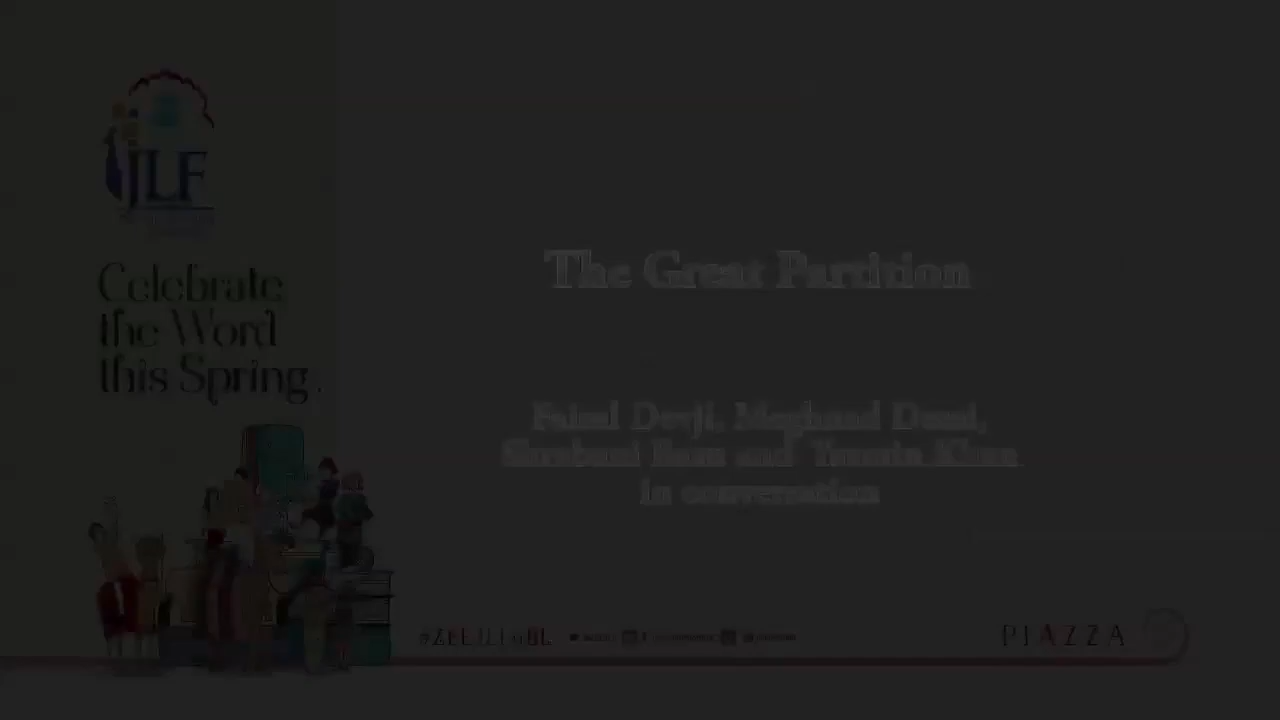 JLF
Celebrate
the Word
this Spring.
The Great Partition
Faisal Devji, Meghnad Desai,
Shrabani Basu and Yasmin Khan
in conversation
#ZEEJLFatBL
PIAZZA